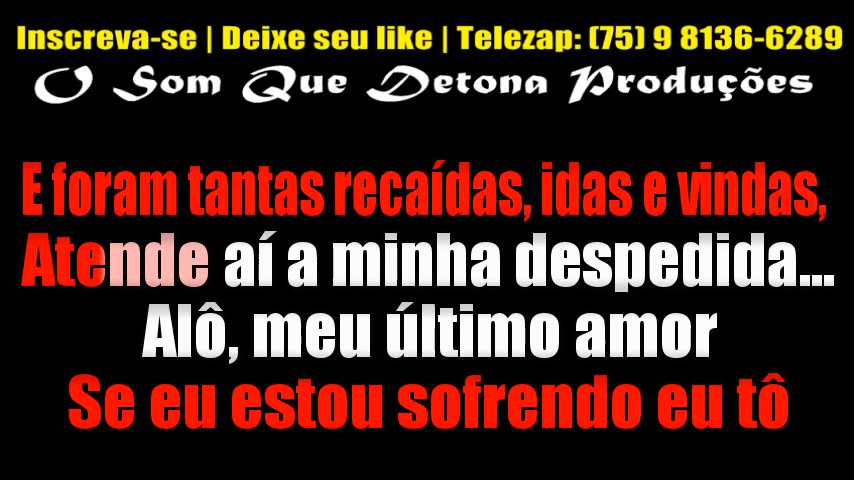 Inscreva-se | Deixe seu like | Telezap: (75) 9 8136-6289
O Som Que Detona Produções
E foram tantas recaídas, idas e vindas,
Atende aí a minha despedida...
Alô, meu último amor
Se eu estou sofrendo eu tô